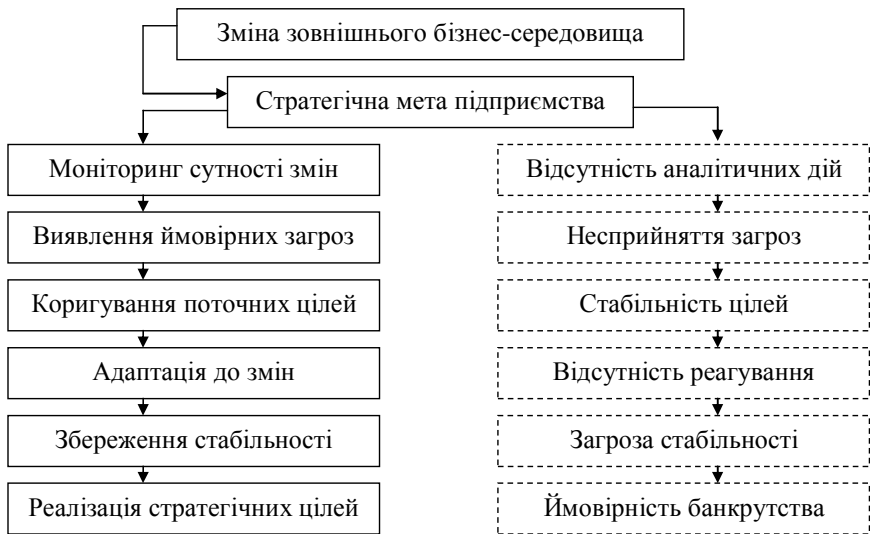 Зміна зовнішнього бізнес-середовища
Стратегічна мета підприємства
Моніторинг сутності змін
Виявлення ймовірних загроз
Коригування поточних цілей
Адаптація до змін
Збереження стабільності
Реалізація стратегічних цілей
Відсутність аналітичних дій
Несприйняття загроз
Стабільність цілей
Відсутність реагування
Загроза стабільності
Ймовірність банкрутства